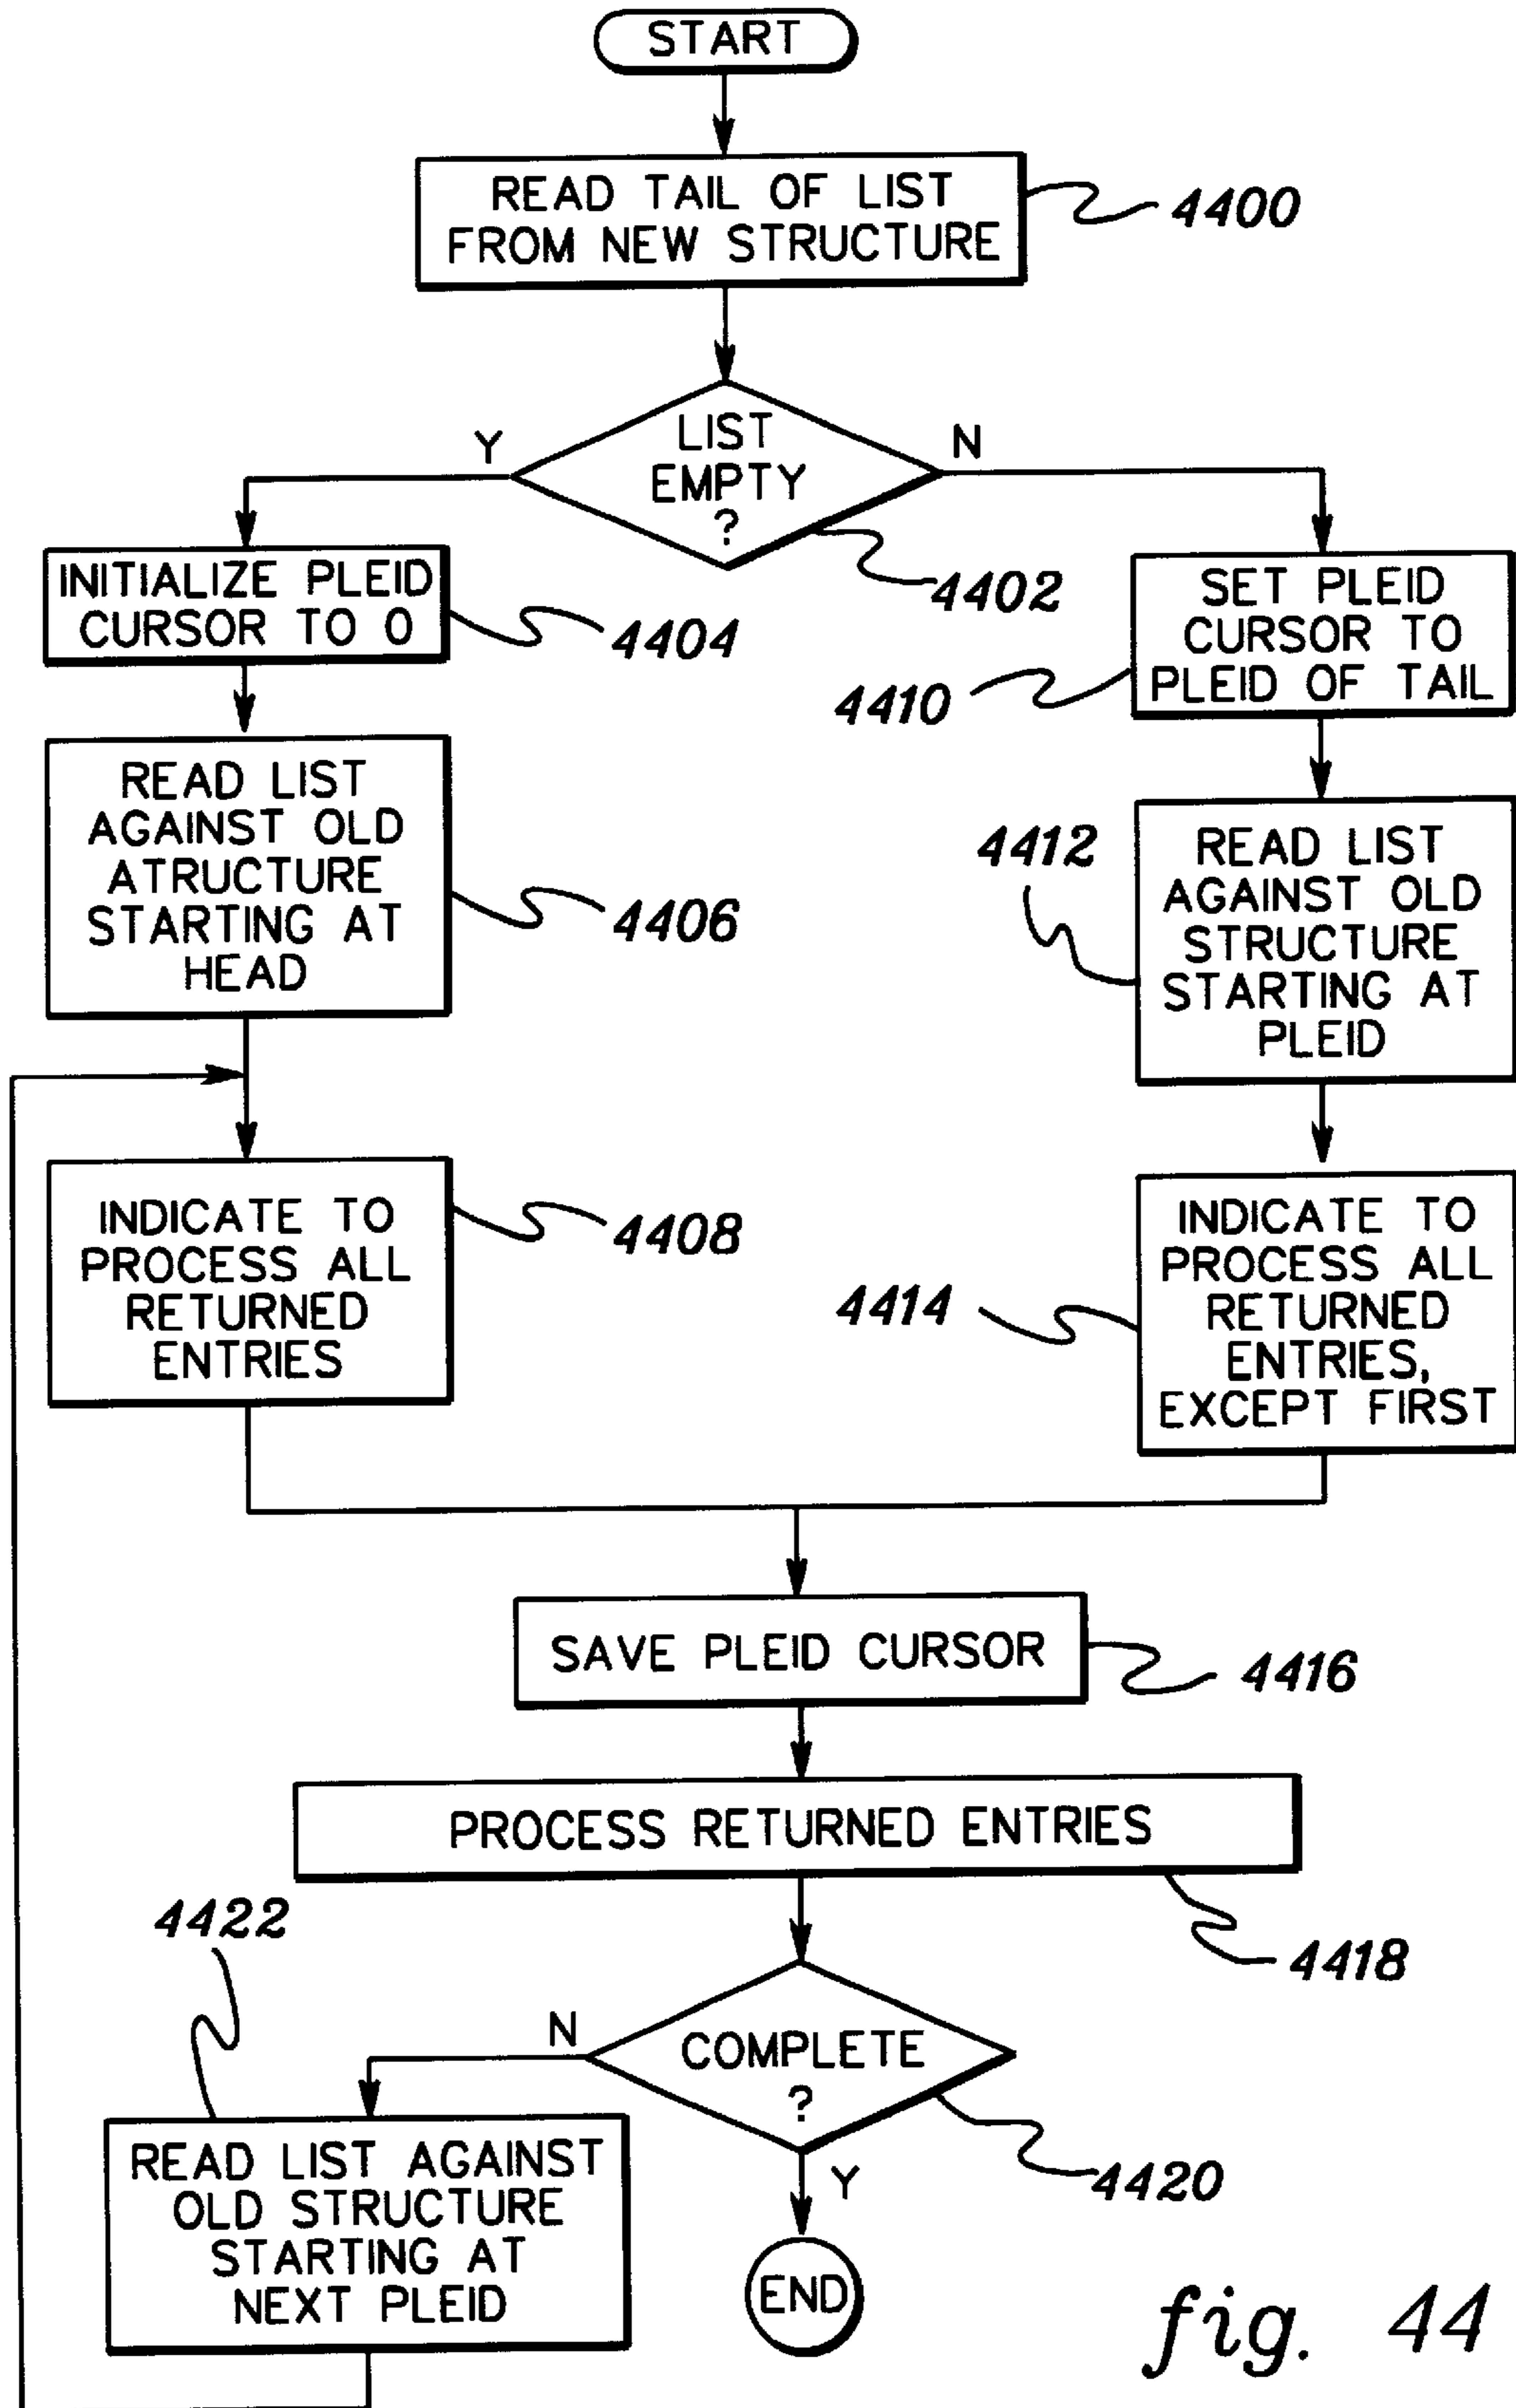 START
READ TAIL OF LIST
FROM NEW STRUCTURE
4400
LIST
EMPTY
?
Y
N
4402
INITIALIZE PLEID
CURSOR TO 0
4404
SET PLEID
CURSOR TO
PLEID OF TAIL
4410
READ LIST
AGAINST OLD
ATRUCTURE
STARTING AT
HEAD
4406
READ LIST
AGAINST OLD
STRUCTURE
STARTING AT
PLEID
4412
INDICATE TO
PROCESS ALL
RETURNED
ENTRIES
4408
INDICATE TO
PROCESS ALL
RETURNED
ENTRIES,
EXCEPT FIRST
4414
SAVE PLEID CURSOR
4416
PROCESS RETURNED ENTRIES
4418
COMPLETE
?
N
Y
4420
4422
READ LIST AGAINST
OLD STRUCTURE
STARTING AT
NEXT PLEID
END
fig. 44